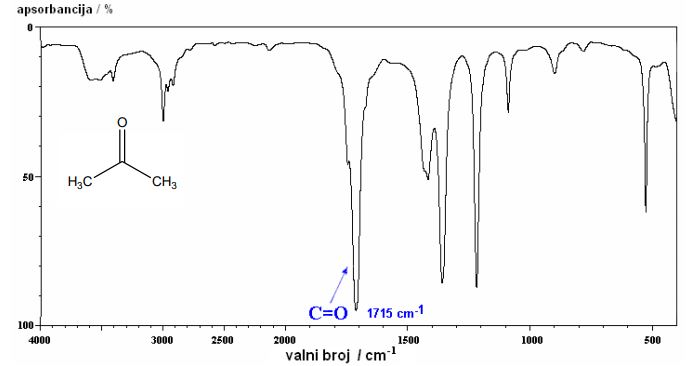 apsorbancija / %
0
50
100
O
H3C
CH3
C=O 1715 cm-1
4000 3500 3000 2500 2000 1500 1000 500
valni broj / cm-1